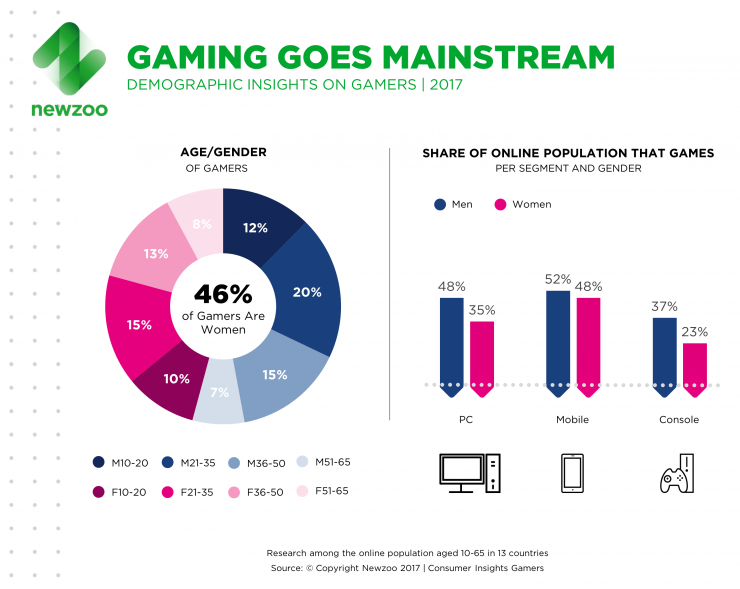 GAMING GOES MAINSTREAM
DEMOGRAPHIC INSIGHTS ON GAMERS | 2017
newzoo
AGE/GENDER
OF GAMERS
8%
12%
13%
20%
46%
of Gamers Are
Women
15%
15%
10%
7%
M10-20
M21-35
M36-50
M51-65
F10-20
F21-35
F36-50
F51-65
SHARE OF ONLINE POPULATION THAT GAMES
PER SEGMENT AND GENDER
Men
Women
48%
35%
52%
48%
37%
23%
PC
Mobile
Console
Research among the online population aged 10-65 in 13 countries
Source: © Copyright Newzoo 2017 | Consumer Insights Gamers